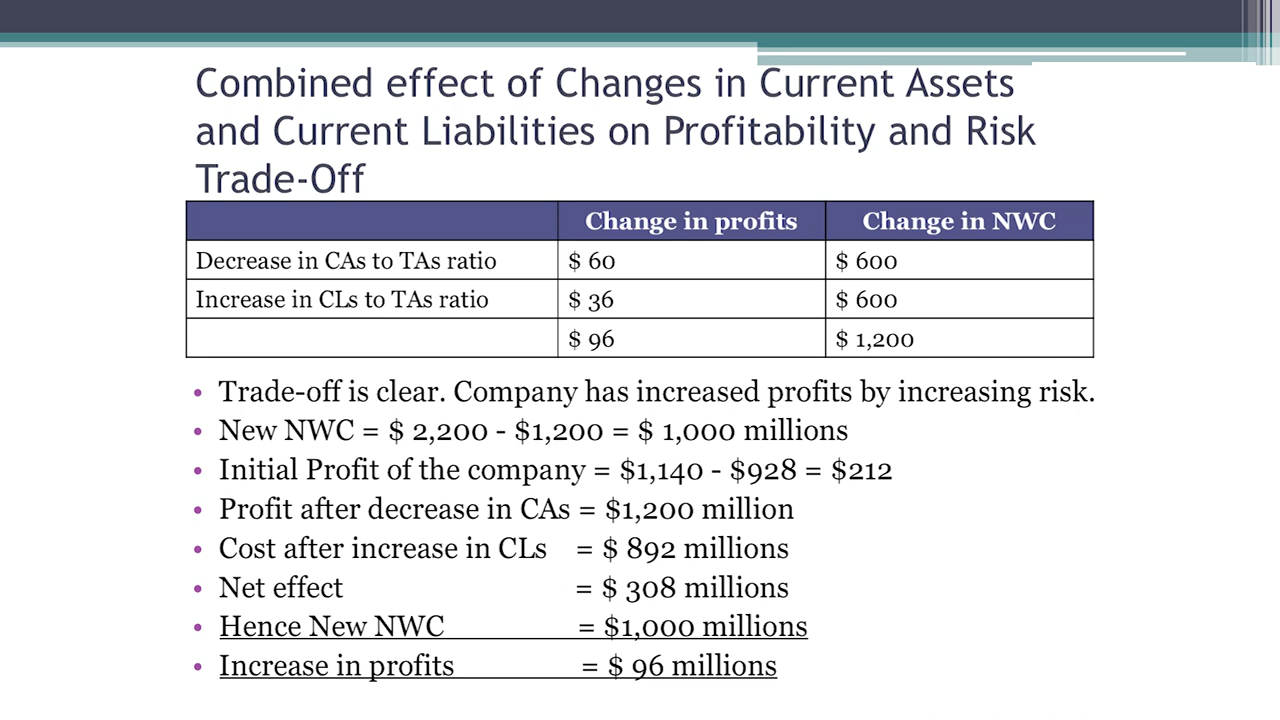 Combined effect of Changes in Current Assets
and Current Liabilities on Profitability and Risk
Trade-Off
Change in profits Change in NWC
Decrease in CAs to TAs ratio $ 60 $ 600
Increase in CLs to TAs ratio $ 36 $ 600
$ 96 $ 1,200
• Trade-off is clear. Company has increased profits by increasing risk.
• New NWC = $ 2,200 - $1,200 = $ 1,000 millions
• Initial Profit of the company = $1,140 - $928 = $212
• Profit after decrease in CAs = $1,200 million
• Cost after increase in CLs = $ 892 millions
• Net effect = $ 308 millions
• Hence New NWC = $1,000 millions
• Increase in profits = $ 96 millions